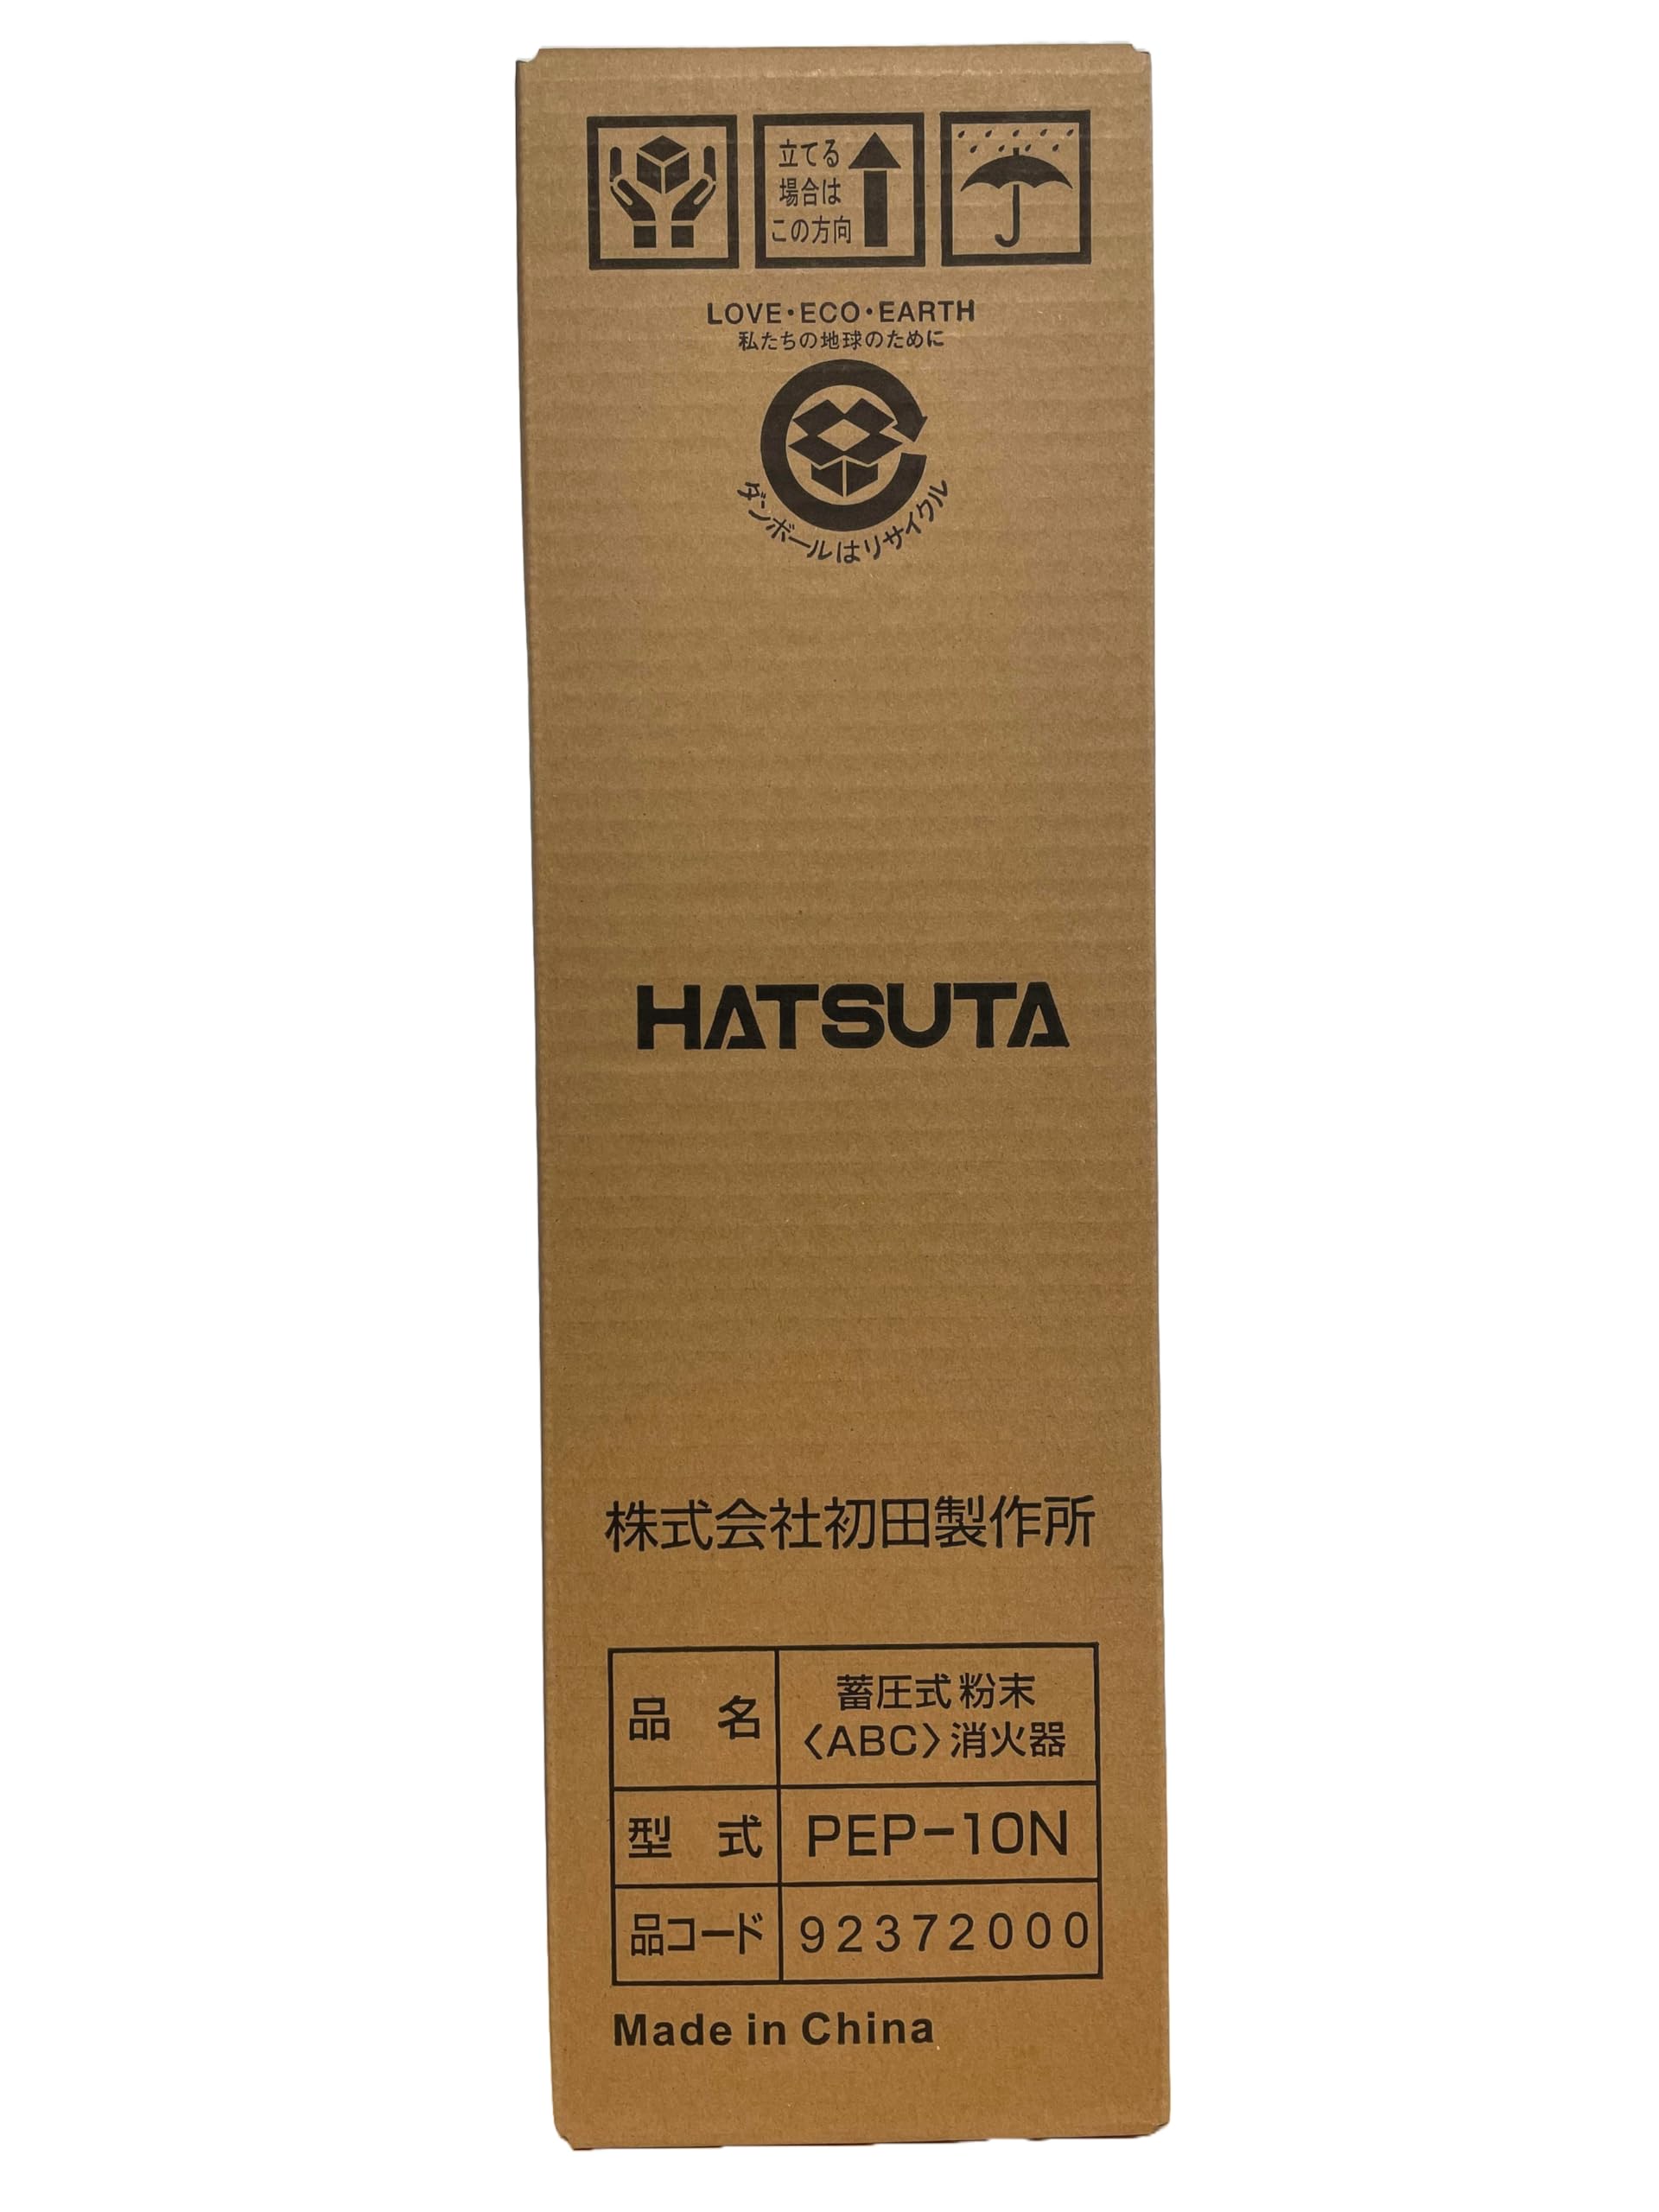 立てる
場合は
この方向
LOVE・ECO・EARTH
私たちの地球のために
ダンボールはリサイクル
HATSUTA
株式会社初田製作所
品 名
蓄圧式粉末
〈ABC〉消火器
型 式
PEP-10N
品コード
92372000
Made in China